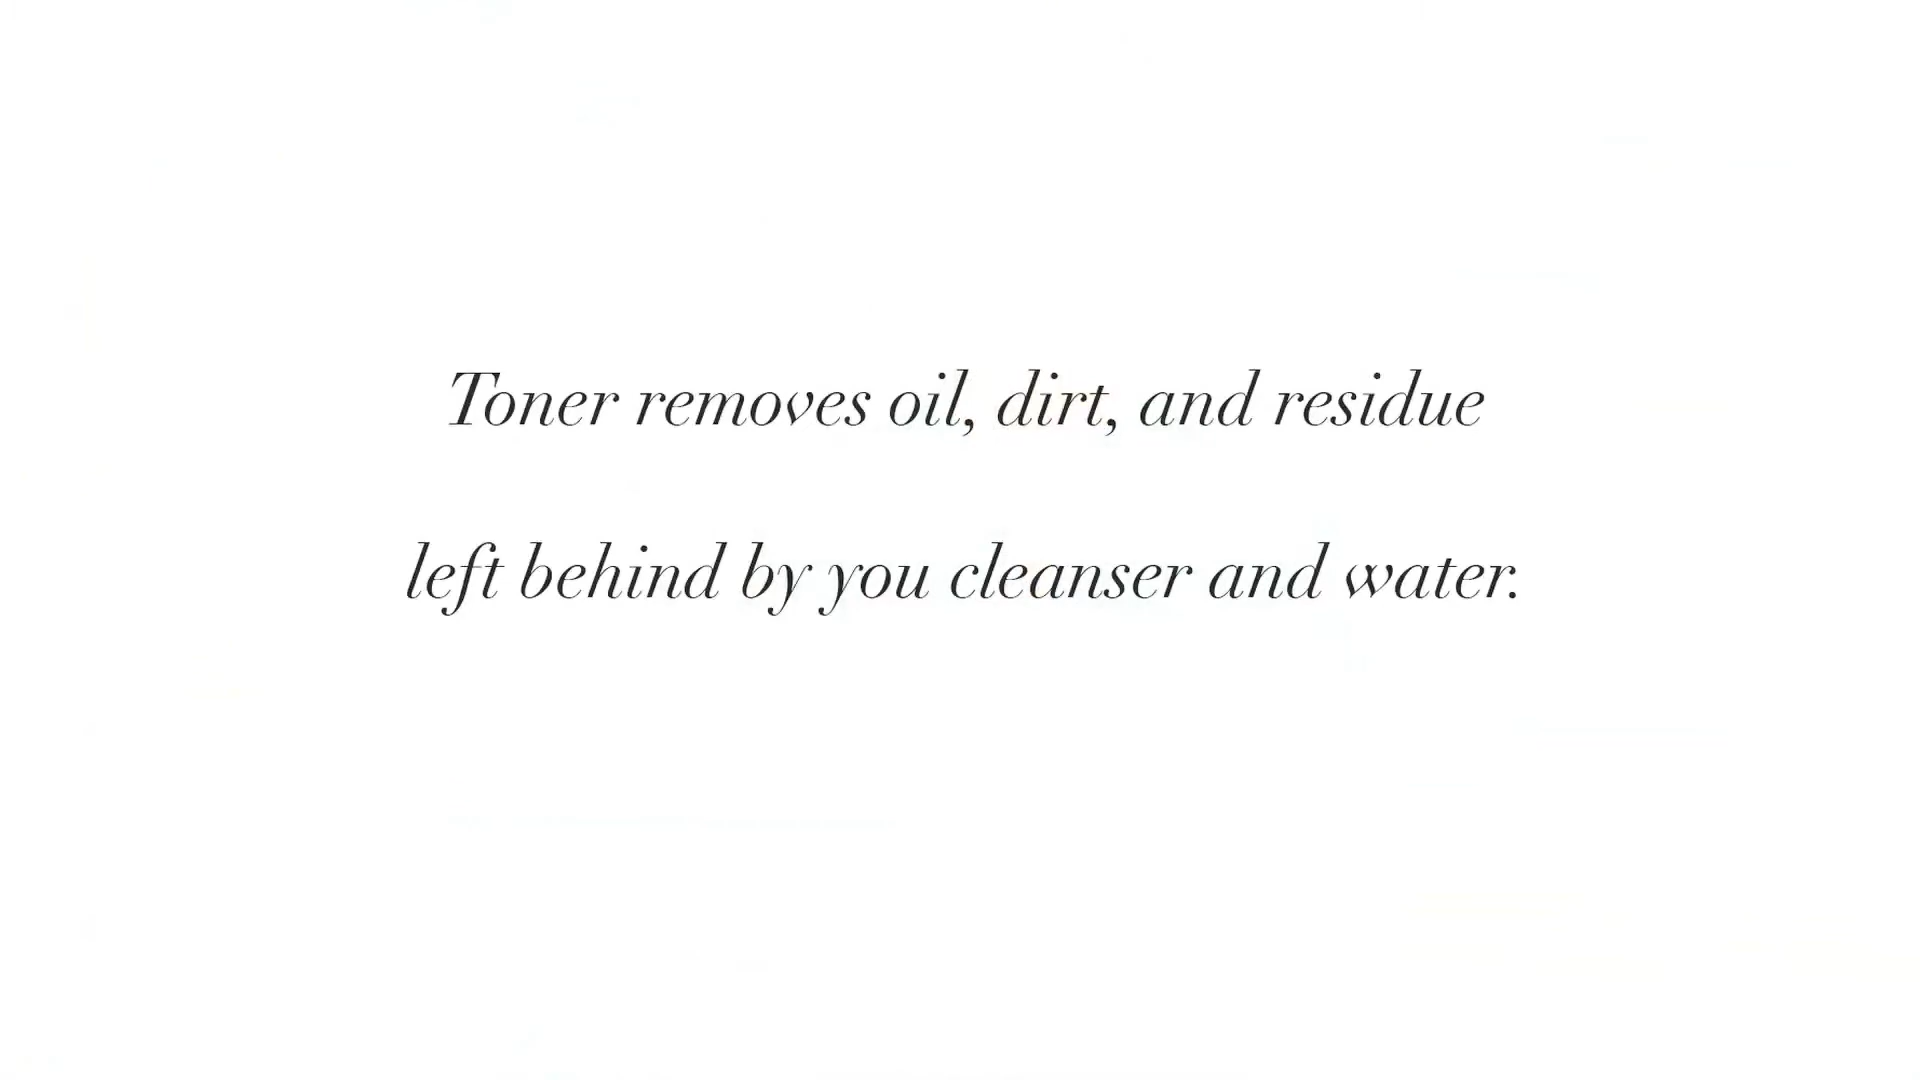 Toner removes oil, dirt, and residue
left behind by you cleanser and water.